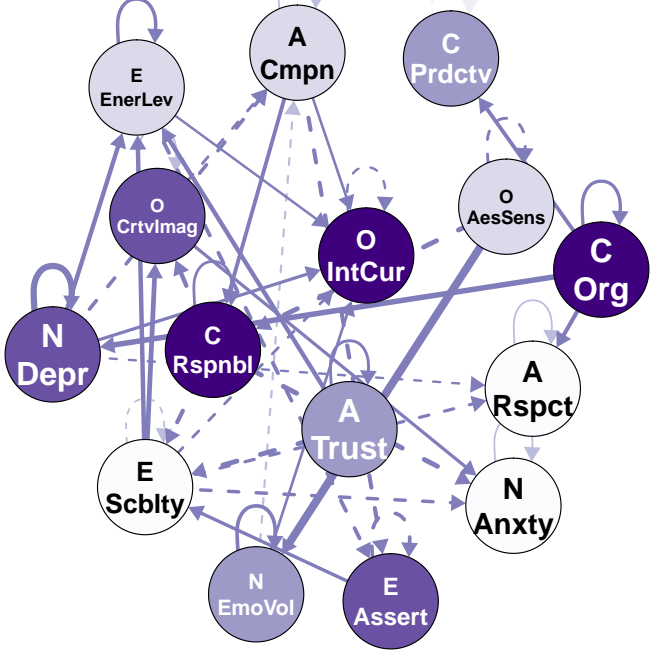 A
Cmpn
C
Prdctv
E
EnerLev
O
CrtvImag
O
AesSens
O
IntCur
C
Org
N
Depr
C
Rspnbl
A
Rspct
A
Trust
E
Scblty
N
Anxty
N
EmoVol
E
Assert